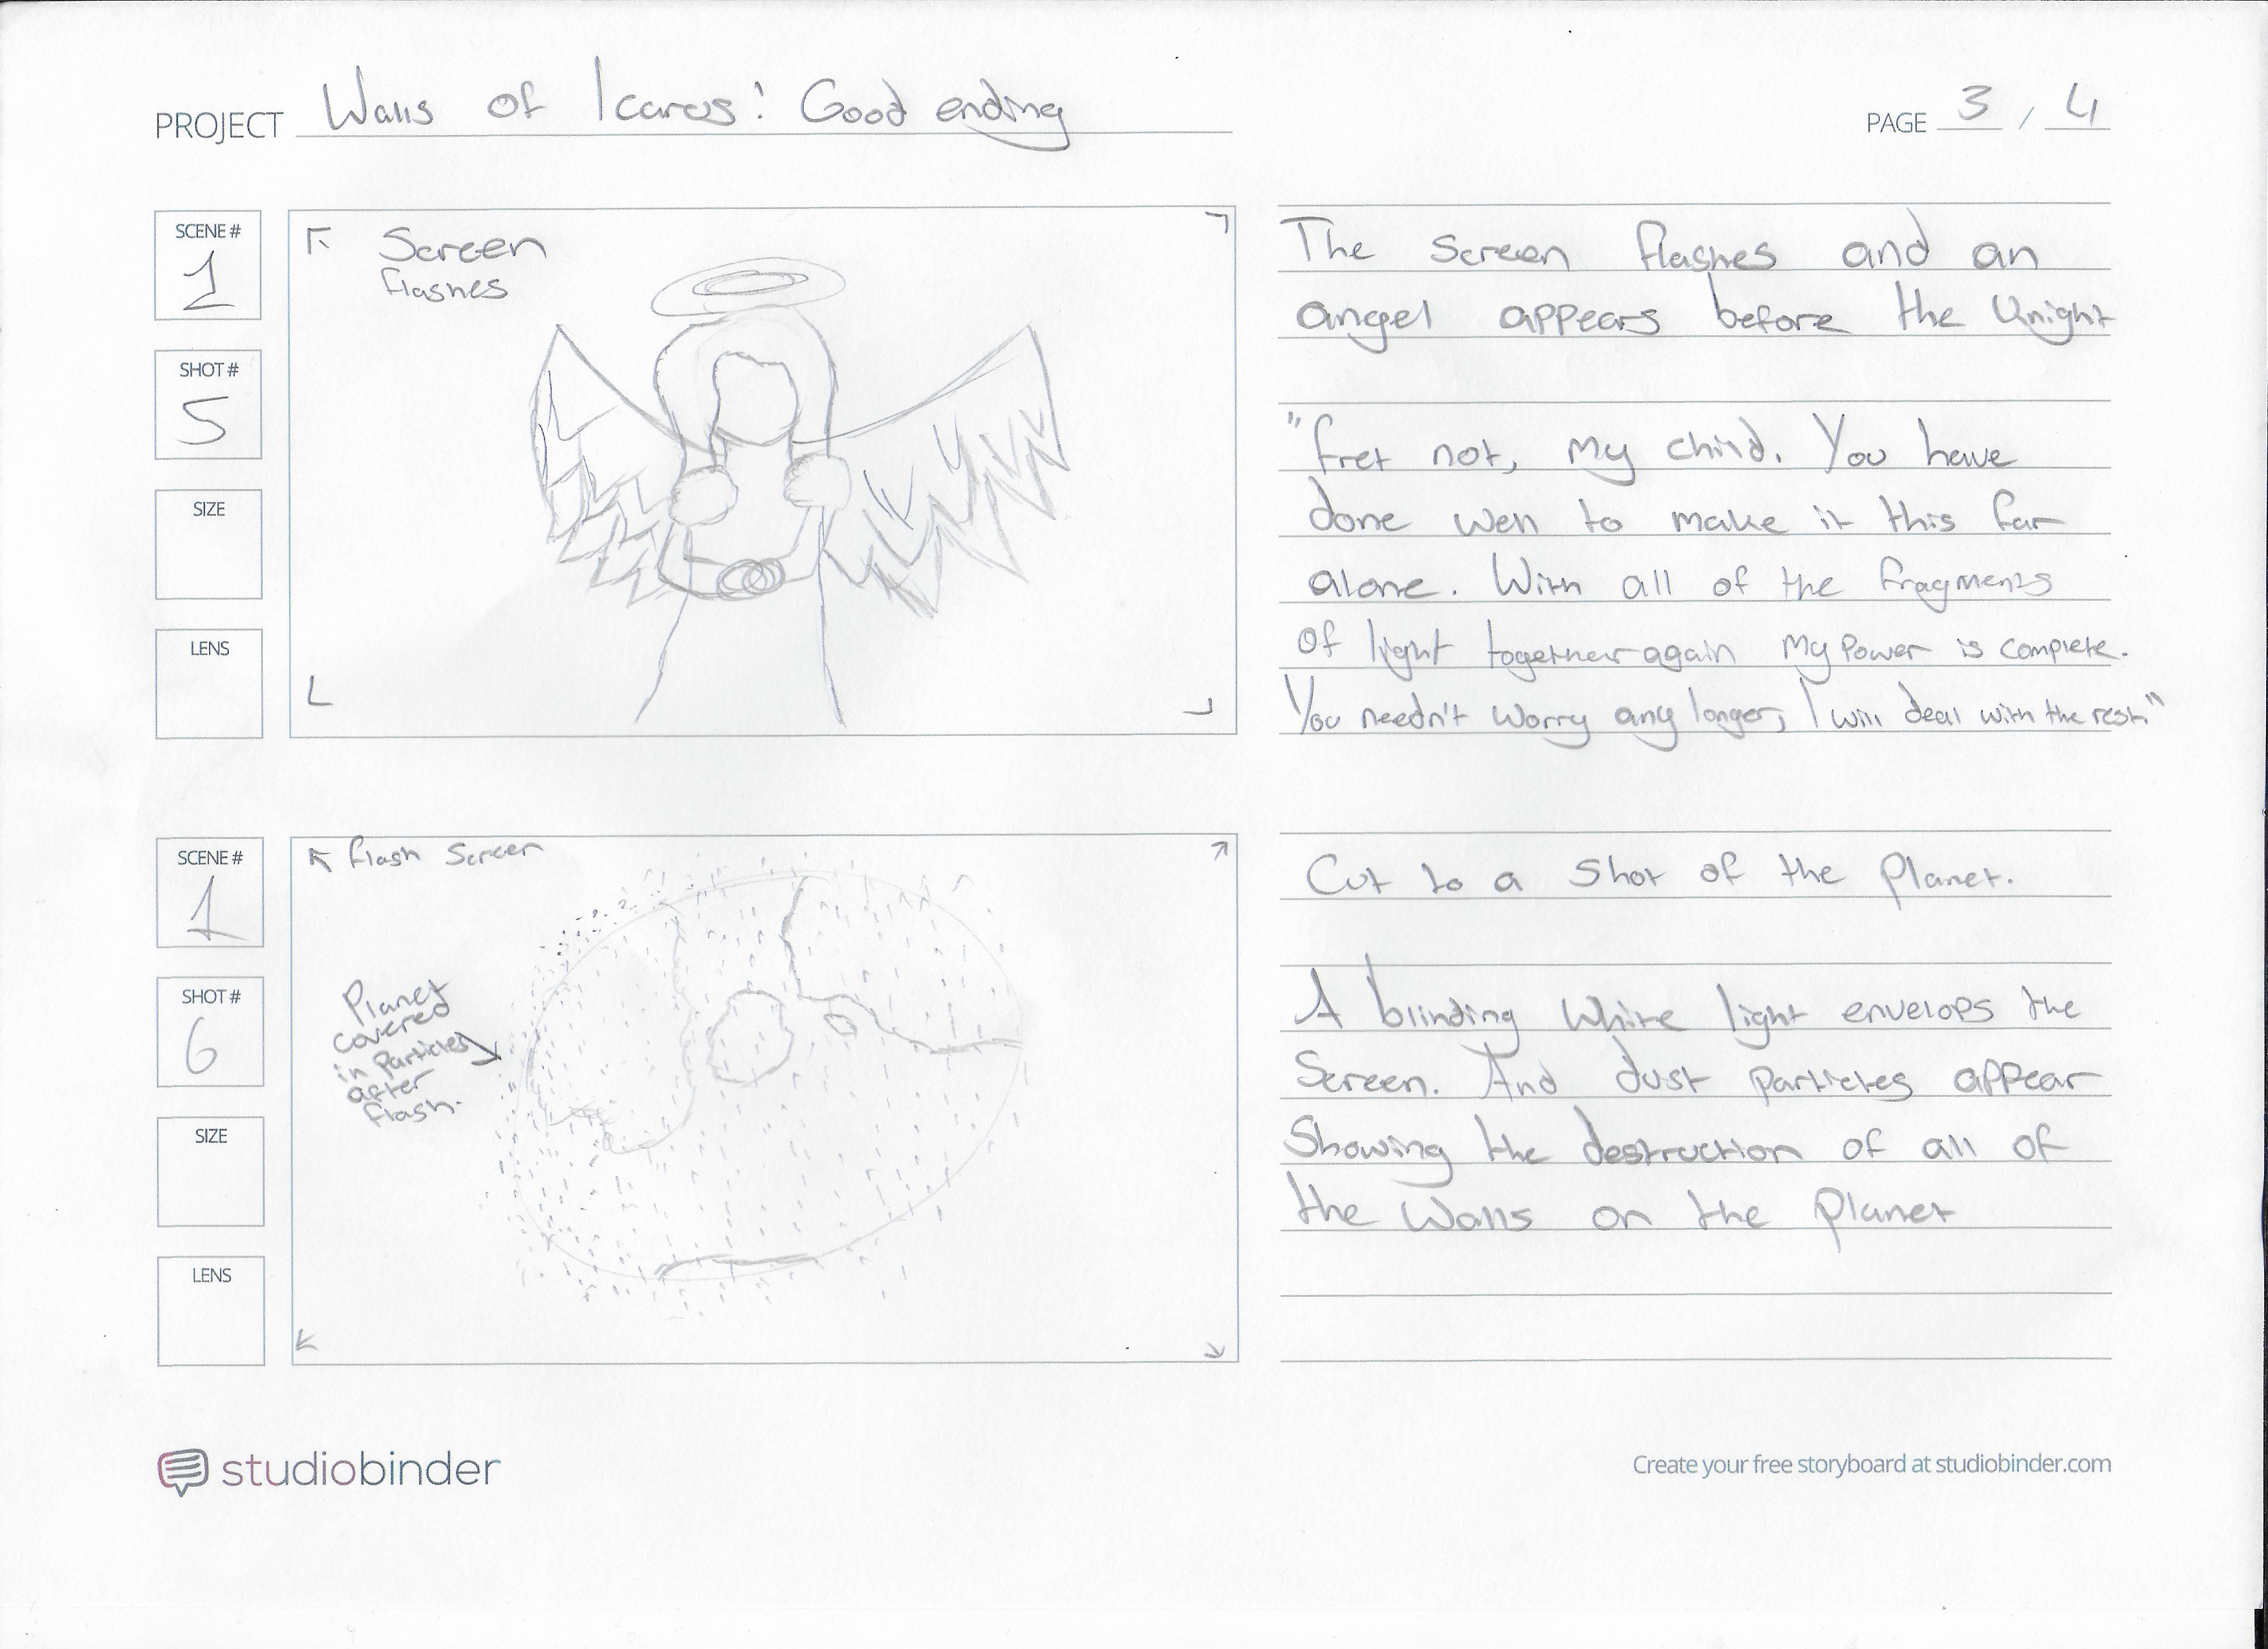 PROJECT Walls of Icarus: Good ending
PAGE 3 / 4
SCENE #
1
SHOT #
5
SIZE
LENS
Screen
flashes
The Screen flashes and an
angel appears before the Knight
"fret not, my child. You have
done well to make it this far
alone. With all of the fragments
of light together again my power is complete.
You needn't worry any longer, I will deal with the rest"
SCENE #
1
SHOT #
6
SIZE
LENS
flash Screen
Planet
covered
in Particles
after
flash.
Cut to a Shot of the Planet.
A blinding White light envelops the
Screen. And dust particles appear
Showing the destruction of all of
the Walls on the Planet
studiobinder
Create your free storyboard at studiobinder.com